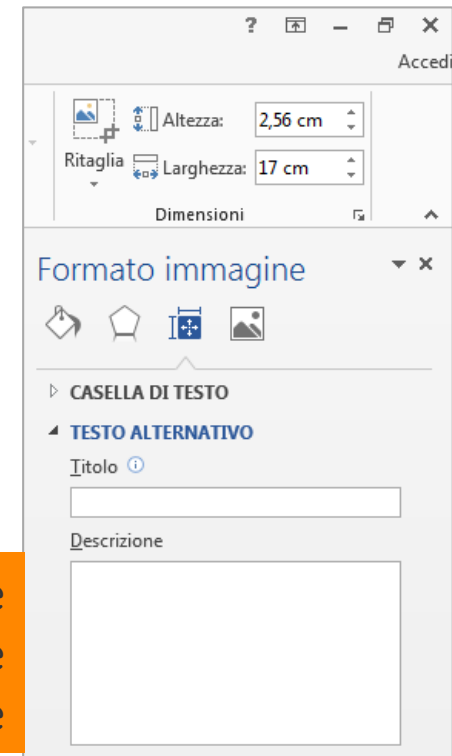 ?
Accedi
Altezza: 2,56 cm
Ritaglia
Larghezza: 17 cm
Dimensioni
Formato immagine
CASELLA DI TESTO
TESTO ALTERNATIVO
Titolo
Descrizione